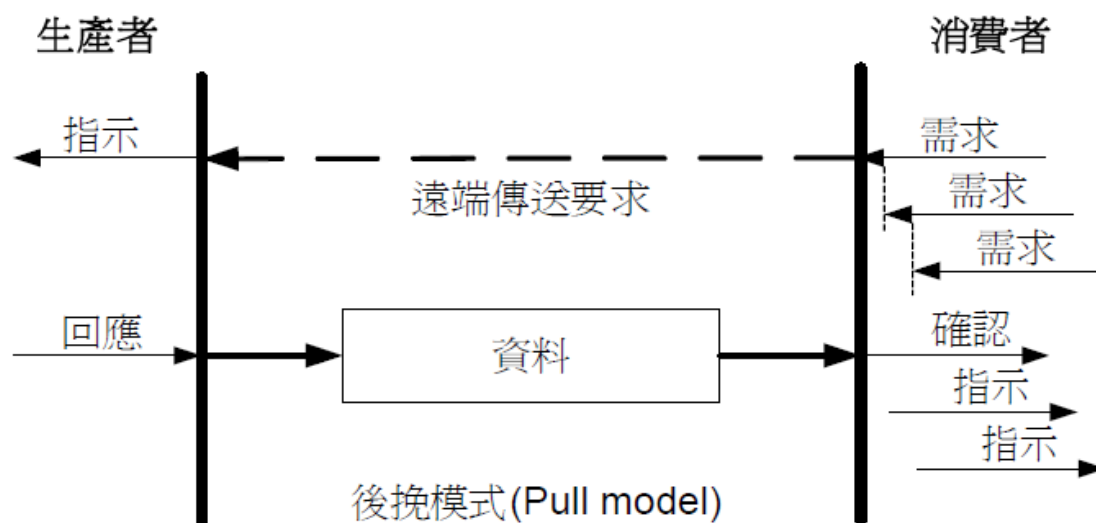 生產者
消費者
指示
需求
遠端傳送要求
需求
需求
回應
資料
確認
指示
指示
後挽模式(Pull model)